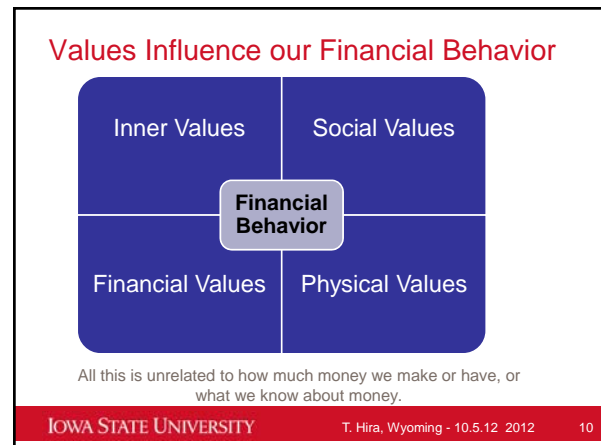 Values Influence our Financial Behavior
Inner Values
Social Values
Financial
Behavior
Financial Values
Physical Values
All this is unrelated to how much money we make or have, or
what we know about money.
IOWA STATE UNIVERSITY
T. Hira, Wyoming - 10.5.12 2012
10